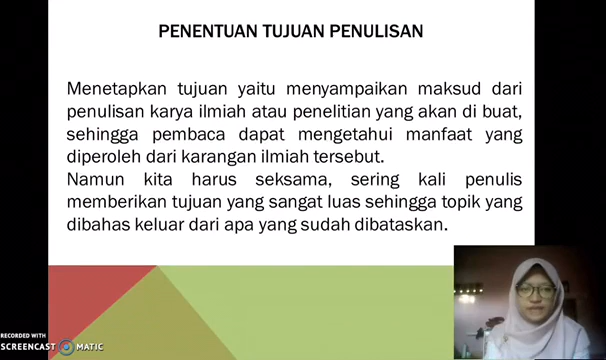 PENENTUAN TUJUAN PENULISAN
Menetapkan tujuan yaitu menyampaikan maksud dari
penulisan karya ilmiah atau penelitian yang akan di buat,
sehingga pembaca dapat mengetahui manfaat yang
diperoleh dari karangan ilmiah tersebut.
Namun kita harus seksama, sering kali penulis
memberikan tujuan yang sangat luas sehingga topik yang
dibahas keluar dari apa yang sudah dibataskan.
RECORDED WITH
SCREENCAST MATIC